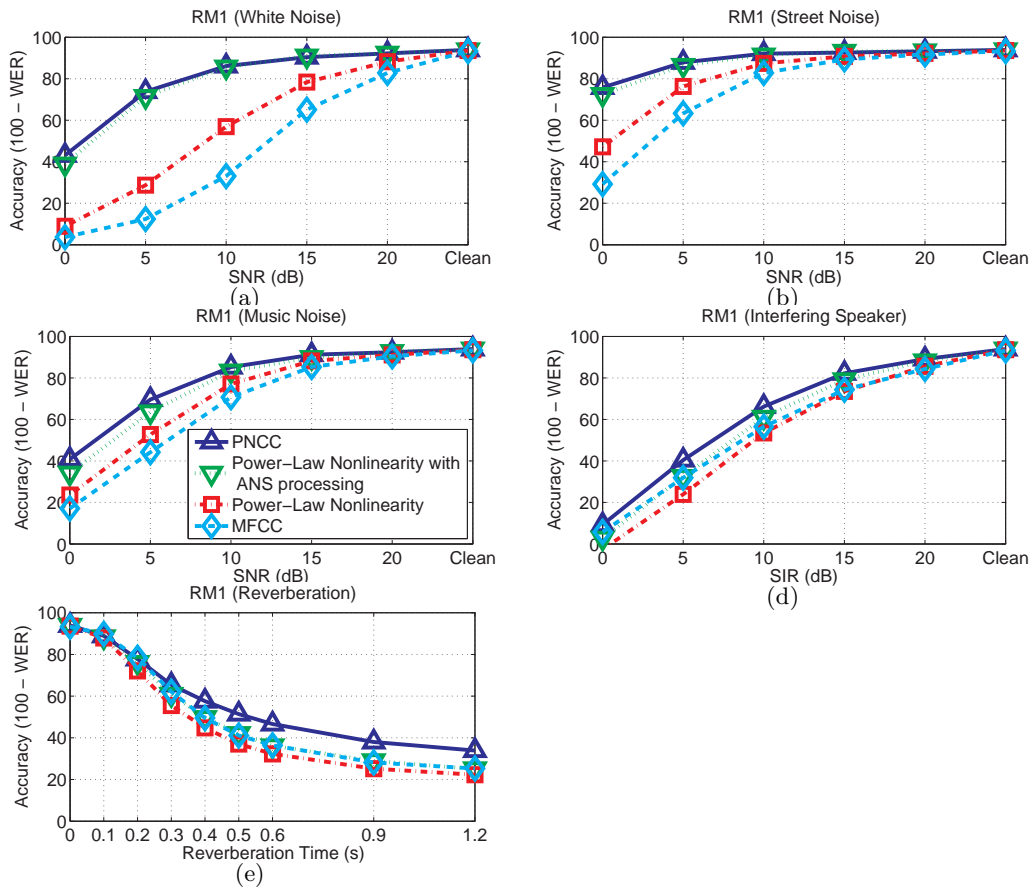 RM1 (White Noise)
100
80
60
40
20
0
Accuracy (100 − WER)
0 5 10 15 20 Clean
SNR (dB)
(a)
RM1 (Street Noise)
100
80
60
40
20
0
Accuracy (100 − WER)
0 5 10 15 20 Clean
SNR (dB)
(b)
RM1 (Music Noise)
100
80
60
40
20
0
Accuracy (100 − WER)
PNCC
Power−Law Nonlinearity with
ANS processing
Power−Law Nonlinearity
MFCC
0 5 10 15 20 Clean
SNR (dB)
(c)
RM1 (Interfering Speaker)
100
80
60
40
20
0
Accuracy (100 − WER)
0 5 10 15 20 Clean
SIR (dB)
(d)
RM1 (Reverberation)
100
80
60
40
20
0
Accuracy (100 − WER)
0 0.1 0.2 0.3 0.4 0.5 0.6 0.9 1.2
Reverberation Time (s)
(e)